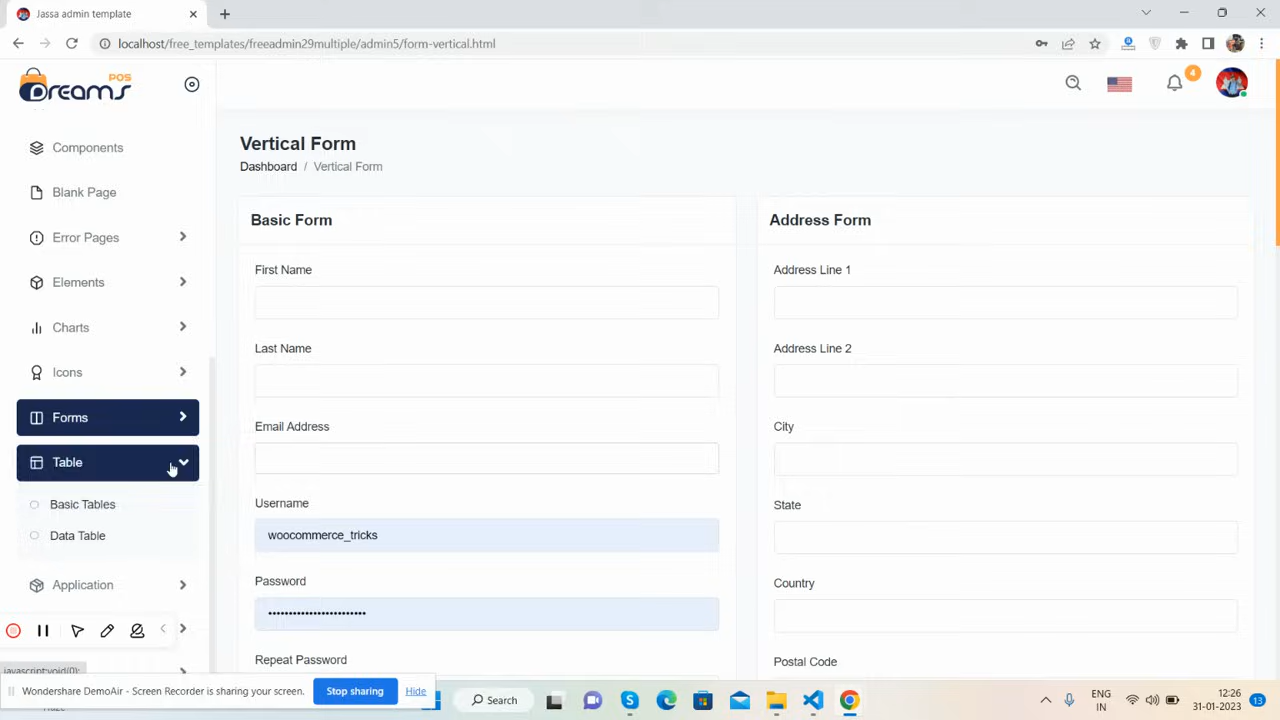 Jassa admin template
localhost/free_templates/freeadmin29multiple/admin5/form-vertical.html
POS
Dreams
4
Components
Blank Page
Error Pages
Elements
Charts
Icons
Forms
Table
Basic Tables
Data Table
Application
Vertical Form
Dashboard / Vertical Form
Basic Form
First Name
Last Name
Email Address
Username
woocommerce_tricks
Password
•••••••••••••••••••••••
Repeat Password
Address Form
Address Line 1
Address Line 2
City
State
Country
Postal Code
javascript:void(0);
Wondershare DemoAir - Screen Recorder is sharing your screen.
Stop sharing
Hide
Search
ENG
IN
12:26
31-01-2023
13